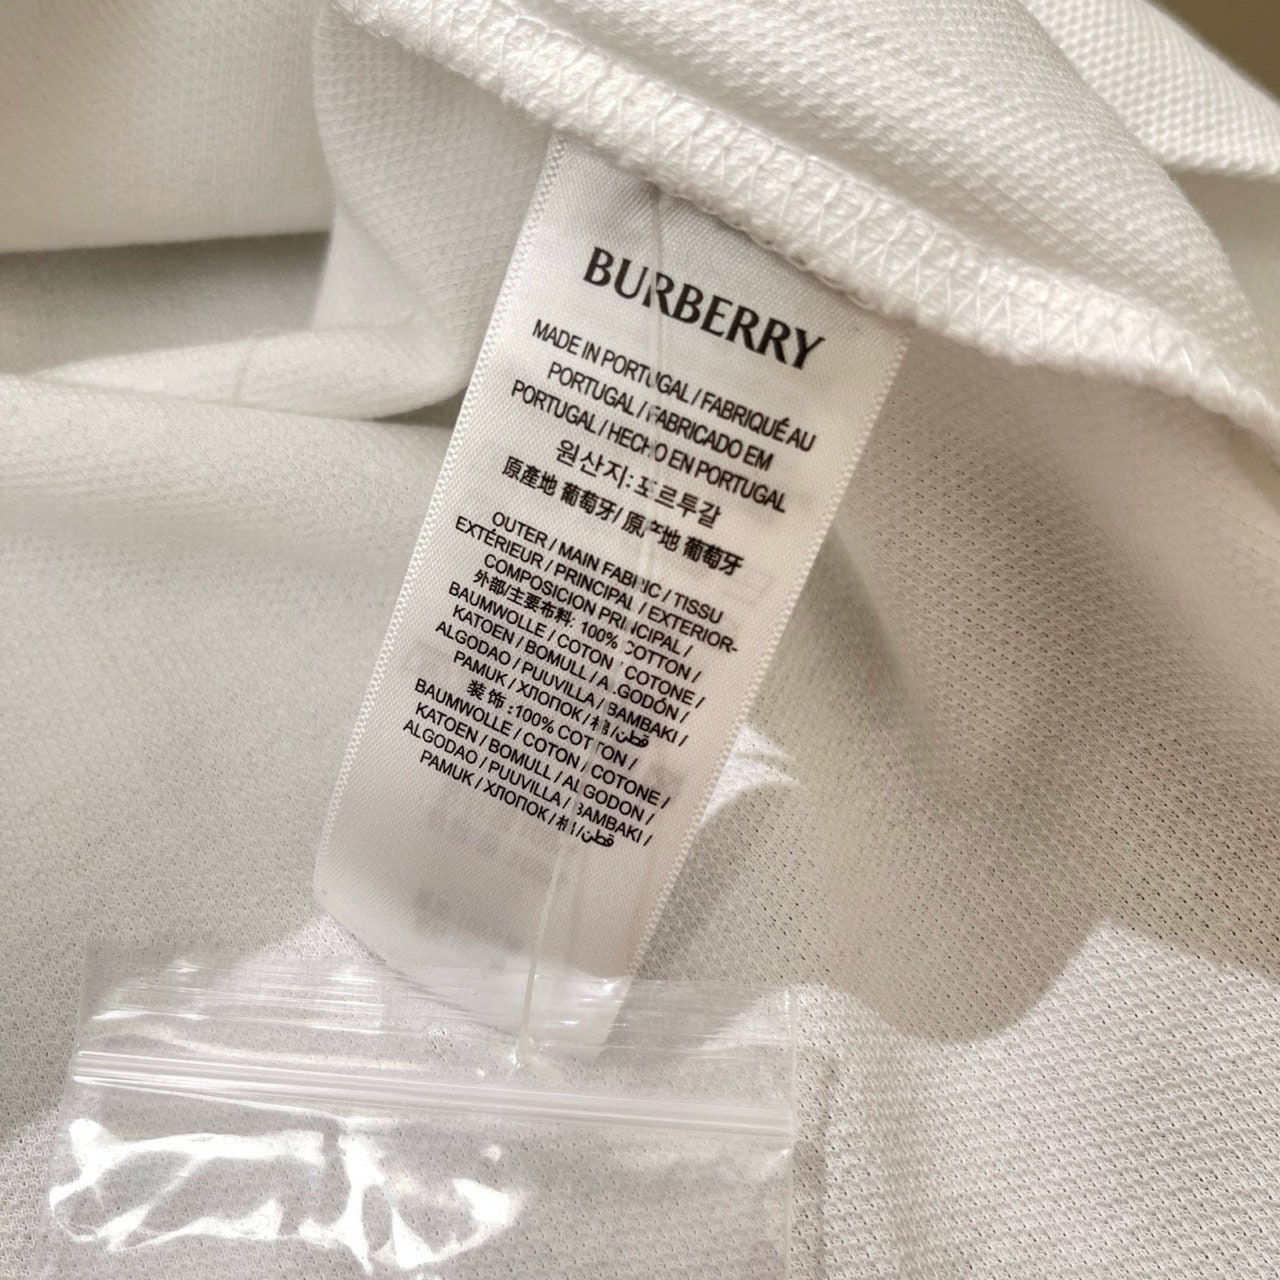 BURBERRY
MADE IN PORTUGAL / FABRIQUÉ AU
PORTUGAL / FABRICADO EM
PORTUGAL / HECHO EN PORTUGAL
원산지: 포르투갈
原產地 葡萄牙/ 原产地 葡萄牙
OUTER / MAIN FABRIC / TISSU
EXTÉRIEUR / PRINCIPAL / EXTERIOR-
COMPOSICION PRINCIPAL /
外部/主要布料: 100% COTTON /
BAUMWOLLE / COTON / COTONE /
KATOEN / BOMULL / ALGODÓN /
ALGODAO / PUUVILLA / BAMBAKI /
PAMUK / ХЛОПОК / 棉 / قطن
装饰 :100% COTTON /
BAUMWOLLE / COTON / COTONE /
KATOEN / BOMULL / ALGODON /
ALGODAO / PUUVILLA / BAMBAKI /
PAMUK / ХЛОПОК / 棉 / قطن